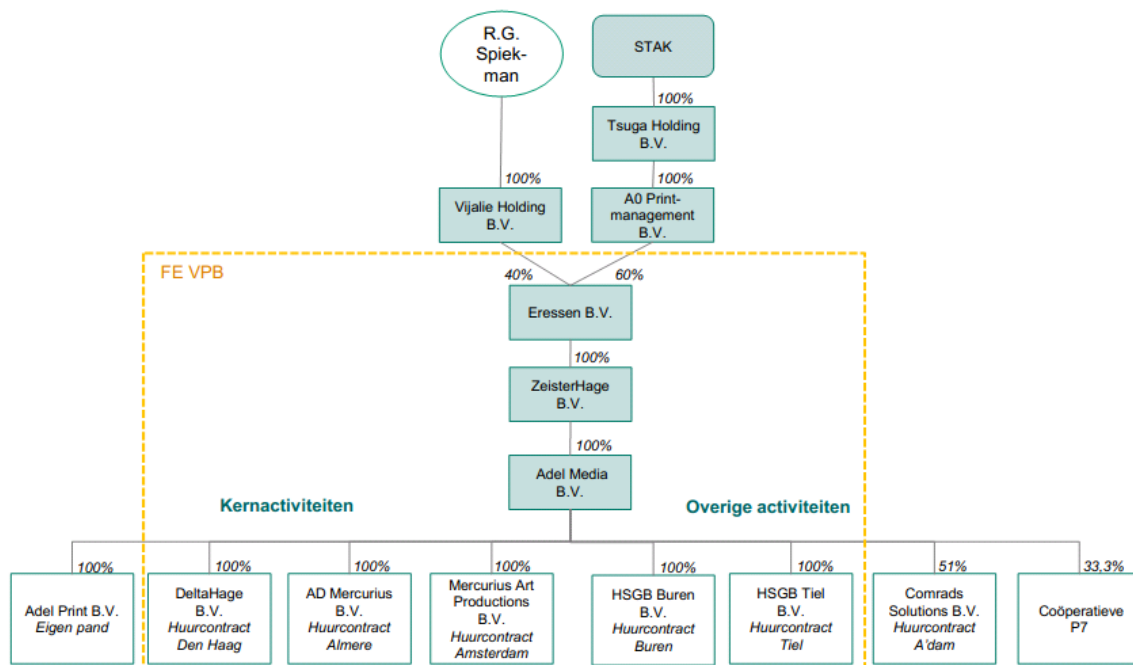 R.G.
Spiek-
man
STAK
100%
Tsuga Holding
B.V.
100%
100%
Vijalie Holding
B.V.
A0 Print-
management
B.V.
FE VPB
40%
60%
Eressen B.V.
100%
ZeisterHage
B.V.
100%
Adel Media
B.V.
Kernactiviteiten
Overige activiteiten
100%
100%
100%
100%
100%
100%
51%
33,3%
Adel Print B.V.
Eigen pand
DeltaHage
B.V.
Huurcontract
Den Haag
AD Mercurius
B.V.
Huurcontract
Almere
Mercurius Art
Productions
B.V.
Huurcontract
Amsterdam
HSGB Buren
B.V.
Huurcontract
Buren
HSGB Tiel
B.V.
Huurcontract
Tiel
Comrads
Solutions B.V.
Huurcontract
A'dam
Coöperatieve
P7